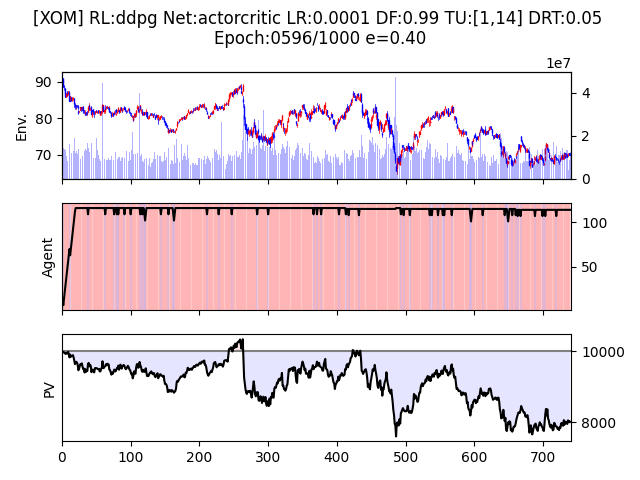 [XOM] RL:ddpg Net:actorcritic LR:0.0001 DF:0.99 TU:[1,14] DRT:0.05
Epoch:0596/1000 e=0.40
1e7
90
80
70
Env.
4
2
0
Agent
100
50
PV
10000
8000
0 100 200 300 400 500 600 700